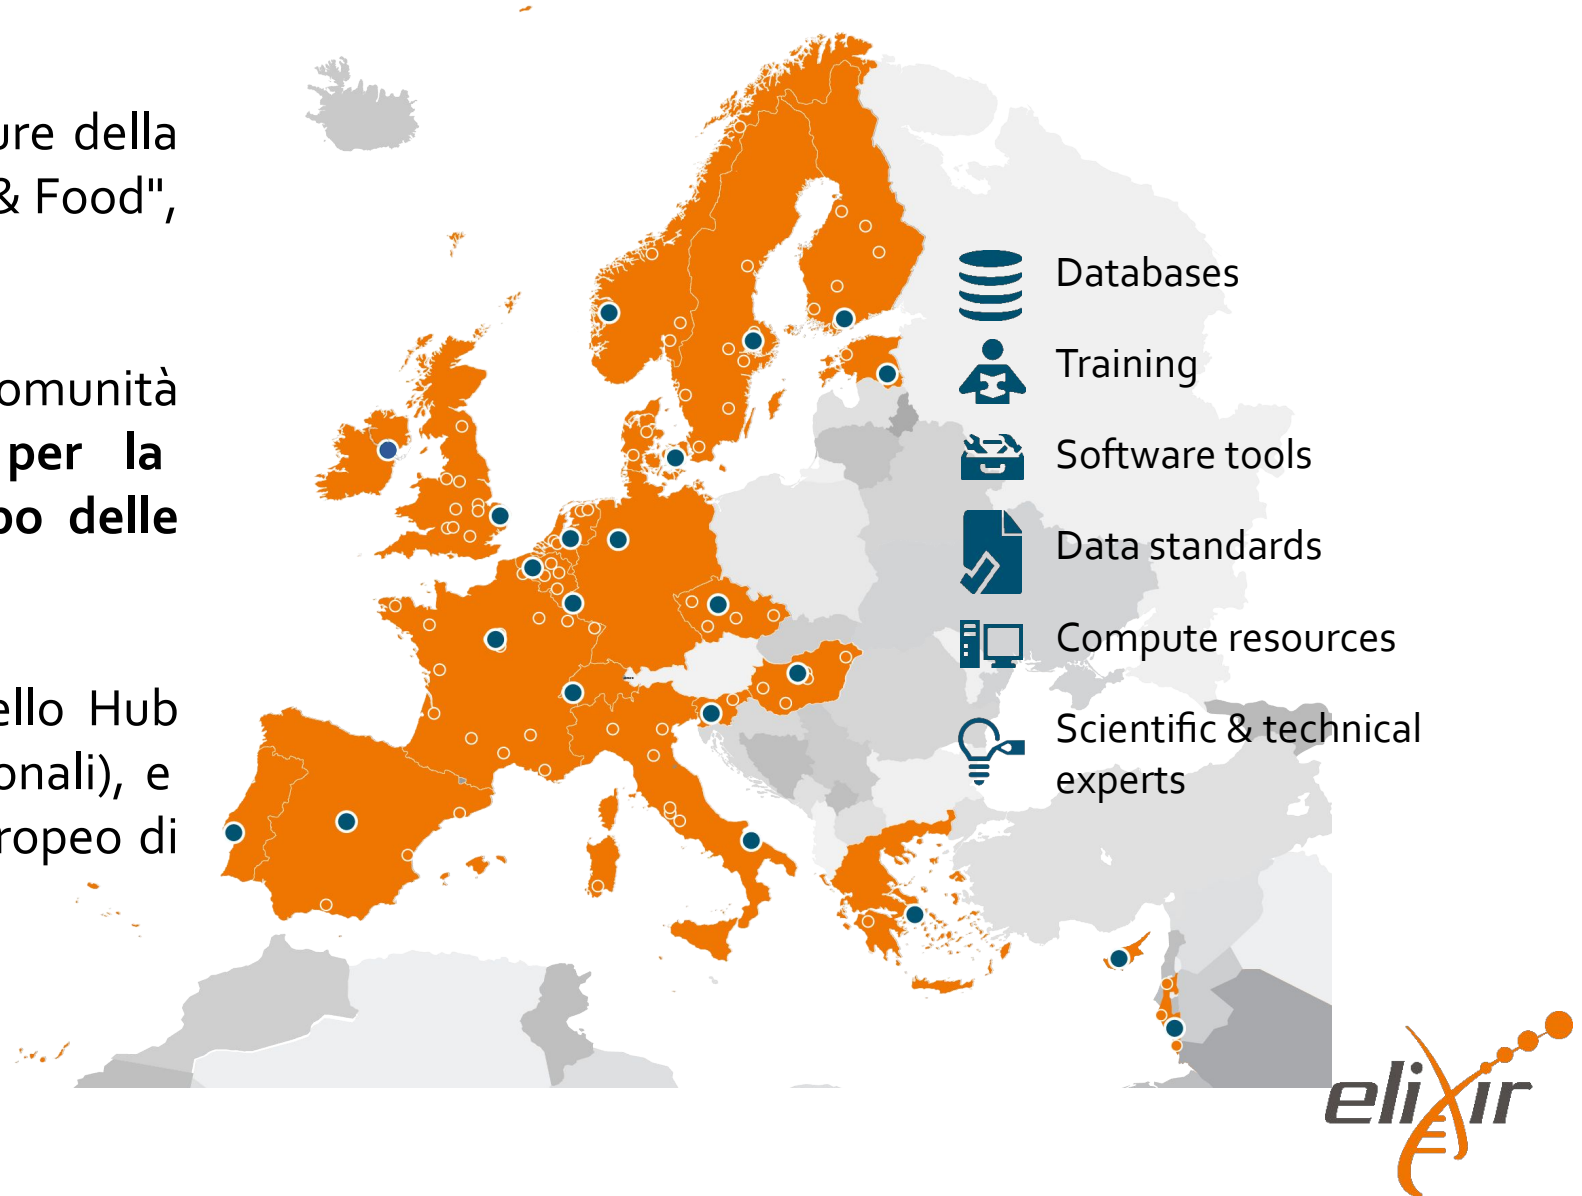 ure della
& Food",
omunità
per la
po delle
ello Hub
onali), e
ropeo di
Databases
Training
Software tools
Data standards
Compute resources
Scientific & technical
experts
elixir